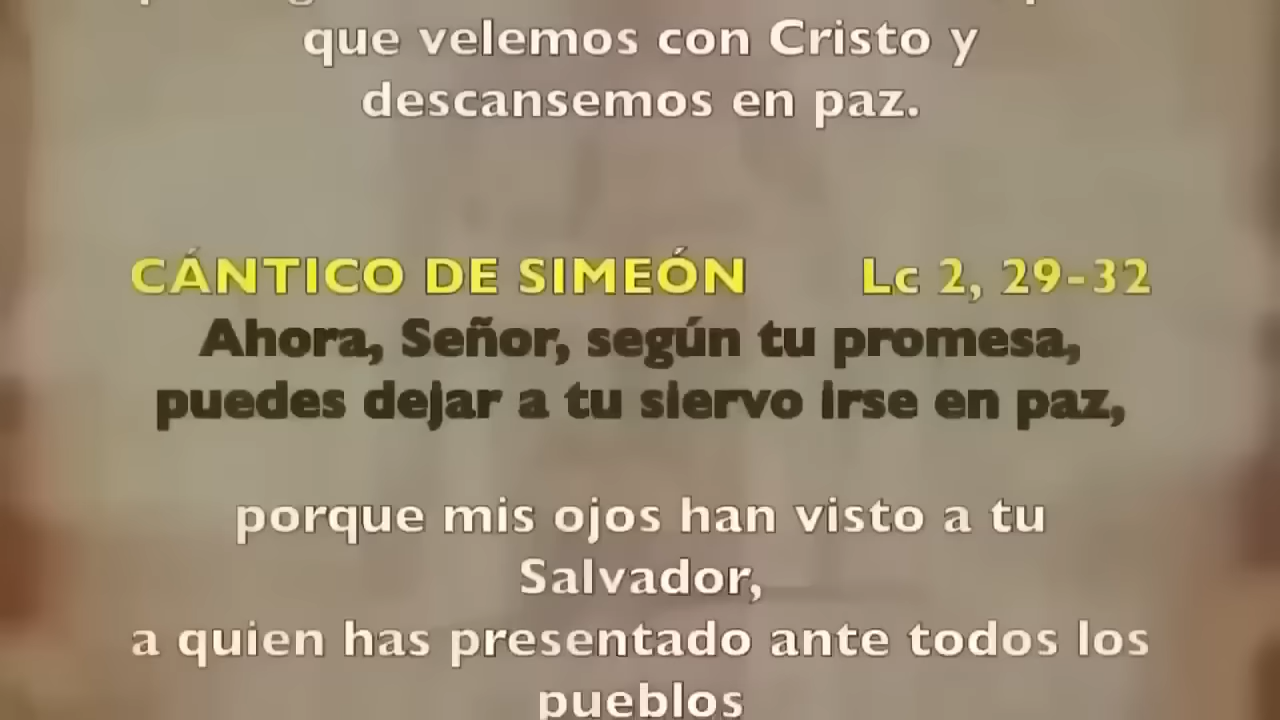 que velemos con Cristo y
descansemos en paz.
CÁNTICO DE SIMEÓN Lc 2, 29-32
Ahora, Señor, según tu promesa,
puedes dejar a tu siervo irse en paz,
porque mis ojos han visto a tu
Salvador,
a quien has presentado ante todos los
pueblos